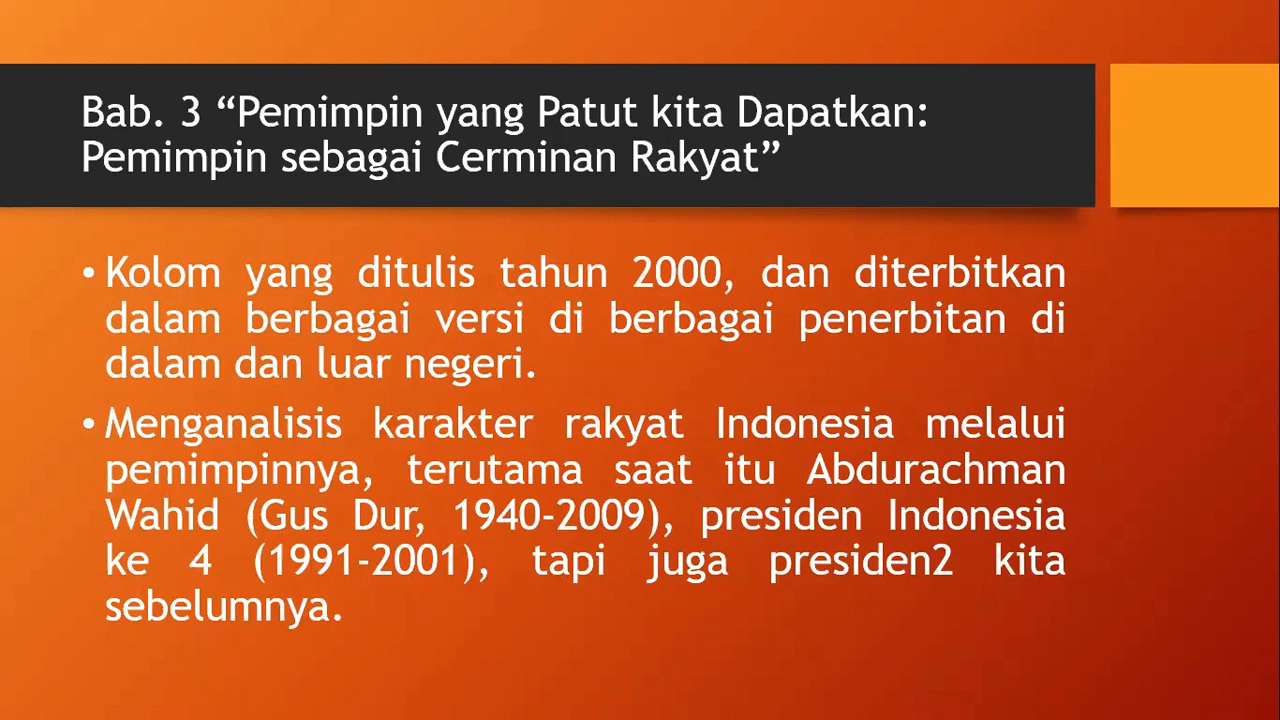 Bab. 3 “Pemimpin yang Patut kita Dapatkan:
Pemimpin sebagai Cerminan Rakyat”
• Kolom yang ditulis tahun 2000, dan diterbitkan
dalam berbagai versi di berbagai penerbitan di
dalam dan luar negeri.
• Menganalisis karakter rakyat Indonesia melalui
pemimpinnya, terutama saat itu Abdurachman
Wahid (Gus Dur, 1940-2009), presiden Indonesia
ke 4 (1991-2001), tapi juga presiden2 kita
sebelumnya.